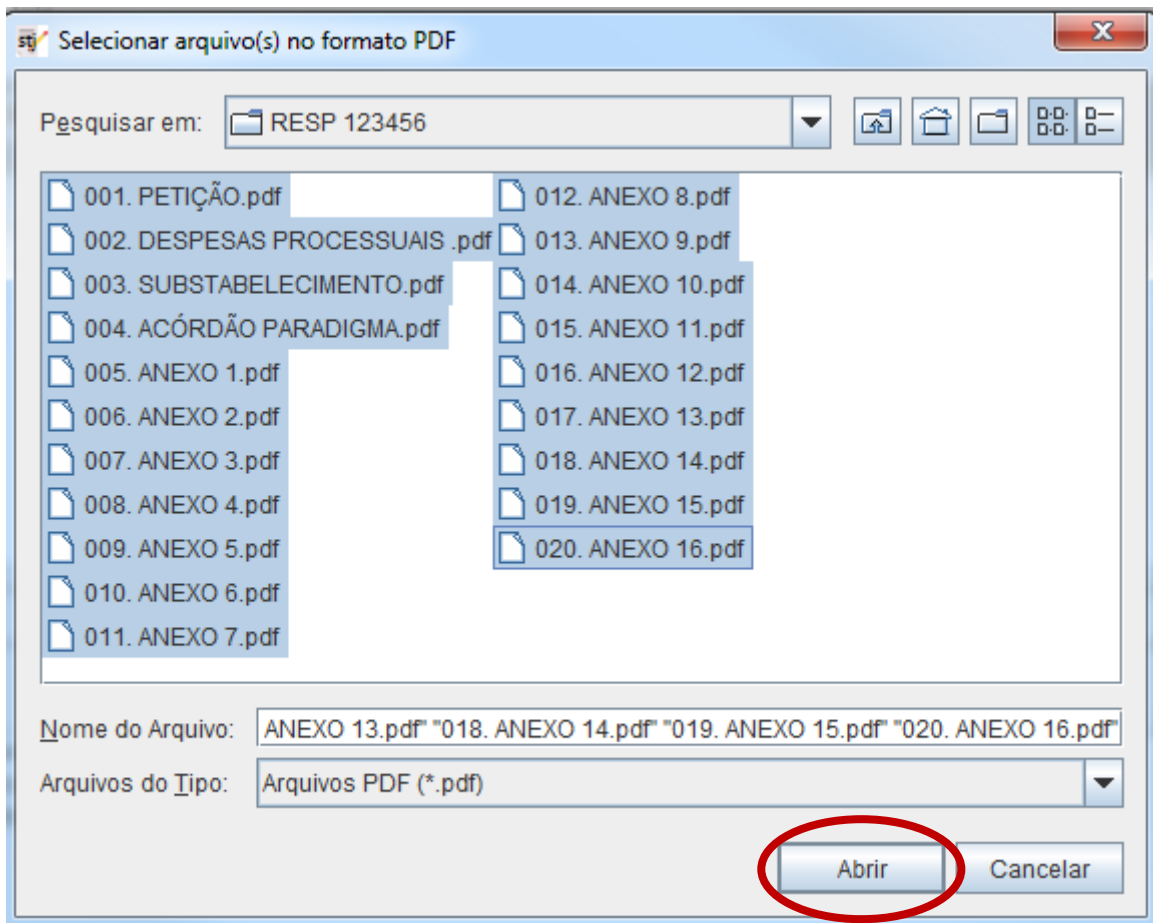 stj Selecionar arquivo(s) no formato PDF
Pesquisar em: RESP 123456
001. PETIÇÃO.pdf
002. DESPESAS PROCESSUAIS .pdf
003. SUBSTABELECIMENTO.pdf
004. ACÓRDÃO PARADIGMA.pdf
005. ANEXO 1.pdf
006. ANEXO 2.pdf
007. ANEXO 3.pdf
008. ANEXO 4.pdf
009. ANEXO 5.pdf
010. ANEXO 6.pdf
011. ANEXO 7.pdf
012. ANEXO 8.pdf
013. ANEXO 9.pdf
014. ANEXO 10.pdf
015. ANEXO 11.pdf
016. ANEXO 12.pdf
017. ANEXO 13.pdf
018. ANEXO 14.pdf
019. ANEXO 15.pdf
020. ANEXO 16.pdf
Nome do Arquivo: ANEXO 13.pdf" "018. ANEXO 14.pdf" "019. ANEXO 15.pdf" "020. ANEXO 16.pdf"
Arquivos do Tipo: Arquivos PDF (*.pdf)
Abrir Cancelar